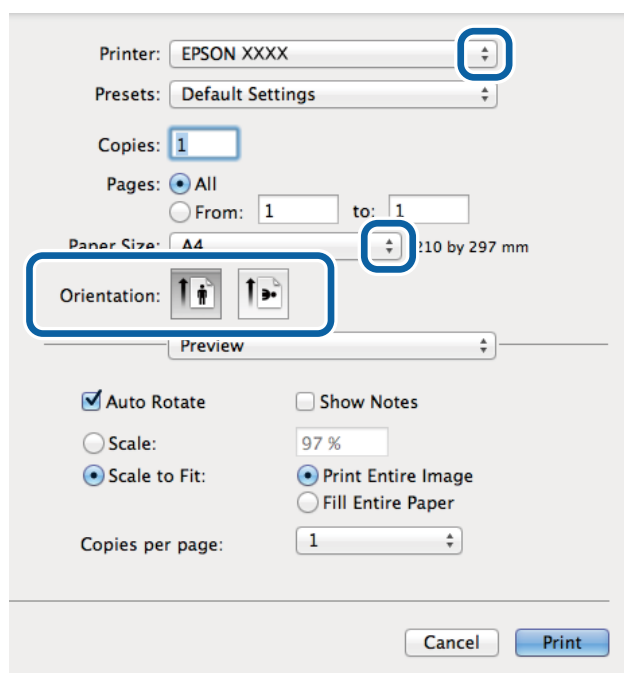 Printer: EPSON XXXX
Presets: Default Settings
Copies: 1
Pages: All
From: 1 to: 1
Paper Size: A4 210 by 297 mm
Orientation:
Preview
Auto Rotate Show Notes
Scale: 97 %
Scale to Fit: Print Entire Image
Fill Entire Paper
Copies per page: 1
Cancel Print